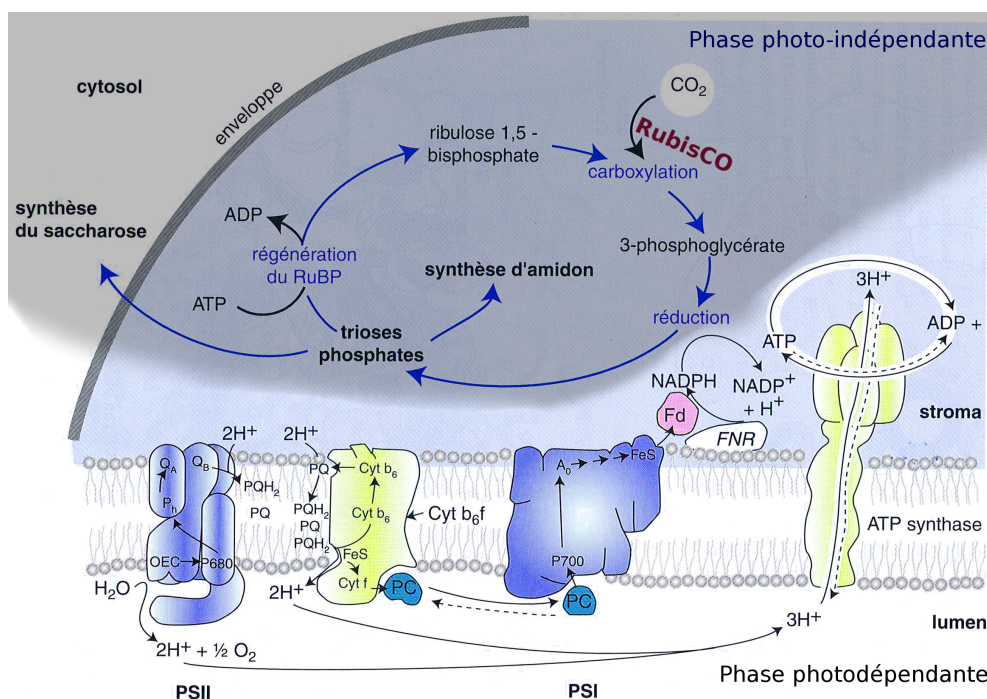 Phase photo-indépendante
cytosol
enveloppe
CO₂
RubisCO
ribulose 1,5 -
bisphosphate
carboxylation
synthèse
du saccharose
ADP
régénération
du RuBP
ATP
synthèse d'amidon
3-phosphoglycérate
réduction
trioses
phosphates
3H⁺
ATP
ADP +
NADPH
NADP⁺
+ H⁺
Fd
FNR
stroma
2H⁺
2H⁺
Q_A
Q_B
PQH₂
PQ
P_h
OEC
P680
PQ
Cyt b₆
PQH₂
PQ
PQH₂
Cyt b₆
Cyt b₆f
FeS
Cyt f
PC
A₀
FeS
P700
PC
ATP synthase
H₂O
2H⁺
3H⁺
lumen
2H⁺ + ½ O₂
Phase photodépendante
PSII
PSI